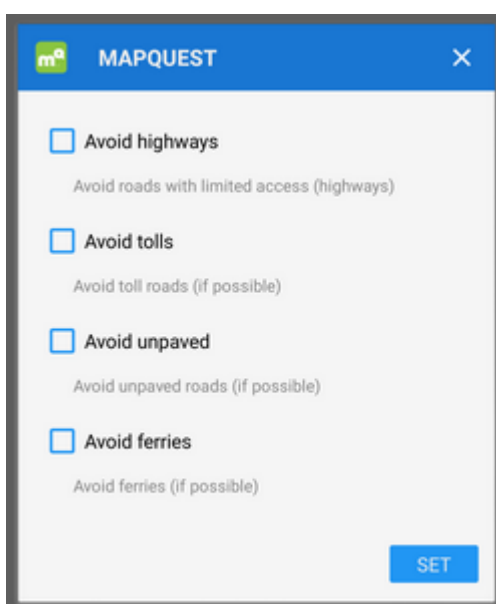 mq MAPQUEST
Avoid highways
Avoid roads with limited access (highways)
Avoid tolls
Avoid toll roads (if possible)
Avoid unpaved
Avoid unpaved roads (if possible)
Avoid ferries
Avoid ferries (if possible)
SET